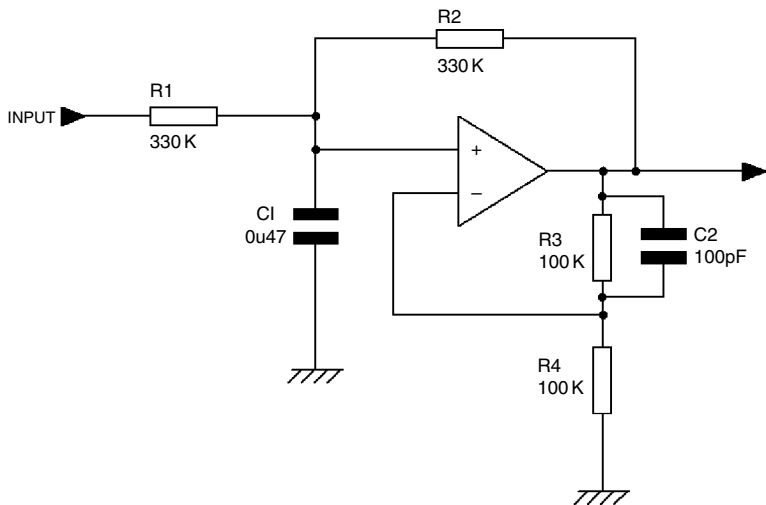 R2
330 K
R1
INPUT
330 K
+
−
CI
0u47
R3
100 K
C2
100pF
R4
100 K